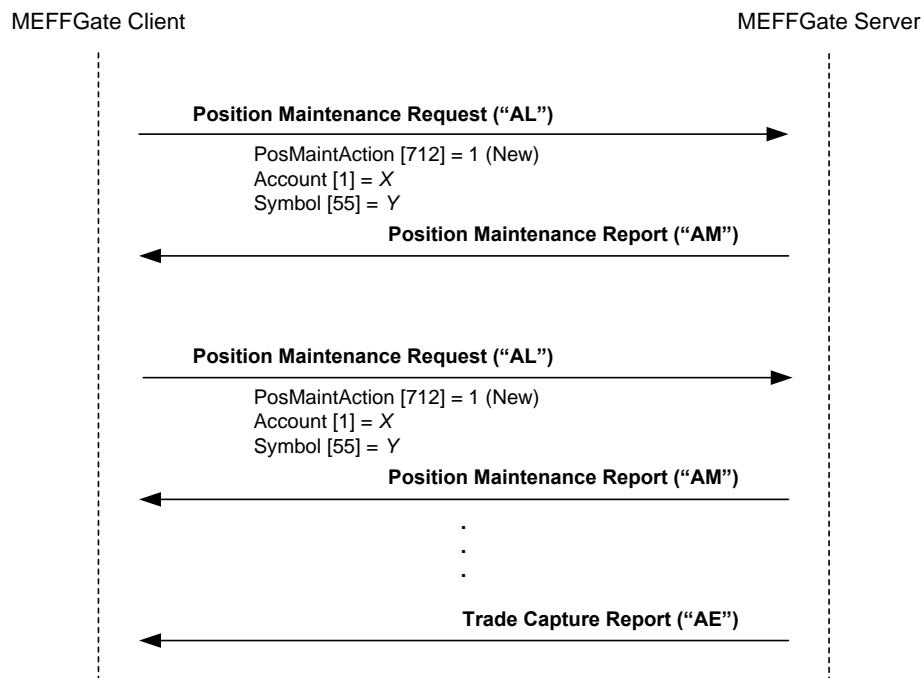 MEFFGate Client
MEFFGate Server
Position Maintenance Request (“AL”)
PosMaintAction [712] = 1 (New)
Account [1] = X
Symbol [55] = Y
Position Maintenance Report (“AM”)
Position Maintenance Request (“AL”)
PosMaintAction [712] = 1 (New)
Account [1] = X
Symbol [55] = Y
Position Maintenance Report (“AM”)
.
.
.
Trade Capture Report (“AE”)